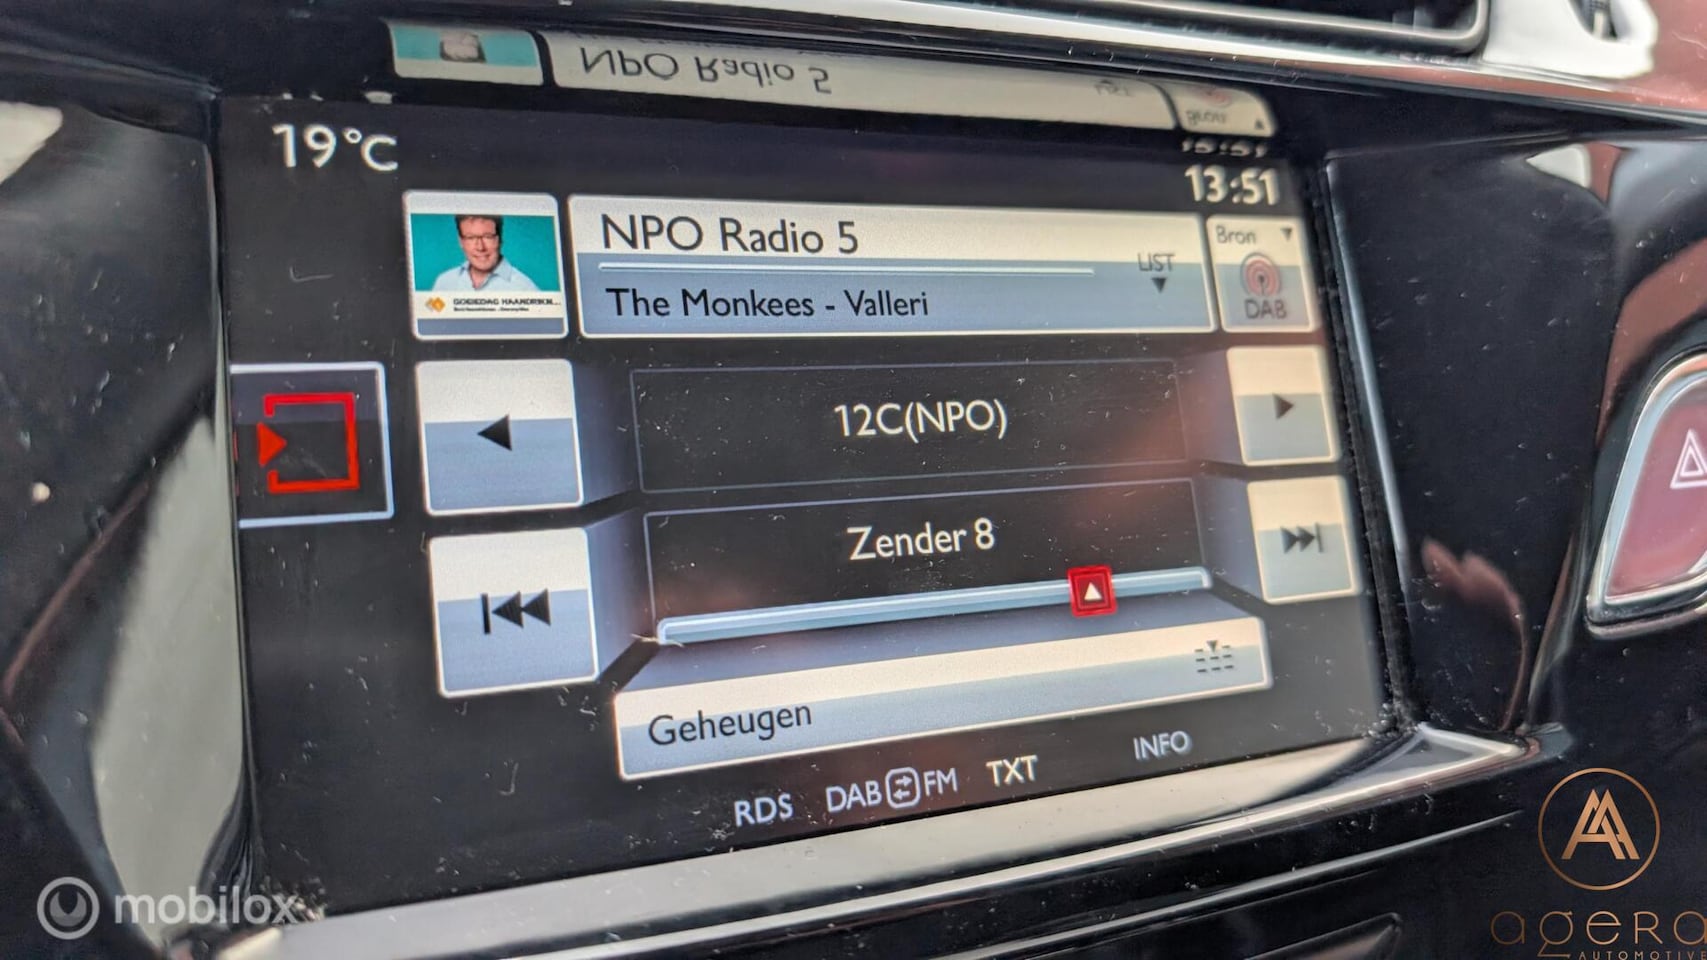 NPO Radio 5
19°C
13:51
NPO Radio 5
LIST
Bron
The Monkees - Valleri
DAB
12C(NPO)
Zender 8
Geheugen
RDS DAB FM TXT INFO
mobilox
agera
AUTOMOTIVE